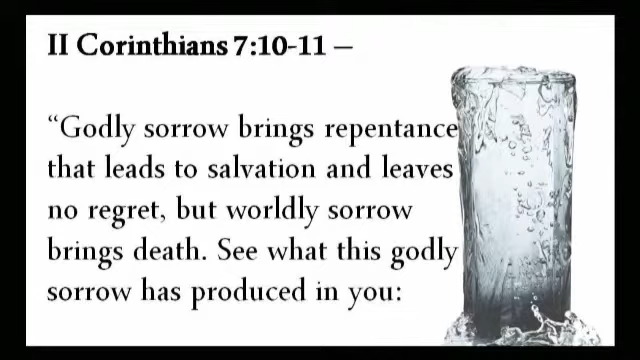 II Corinthians 7:10-11 –
“Godly sorrow brings repentance
that leads to salvation and leaves
no regret, but worldly sorrow
brings death. See what this godly
sorrow has produced in you: